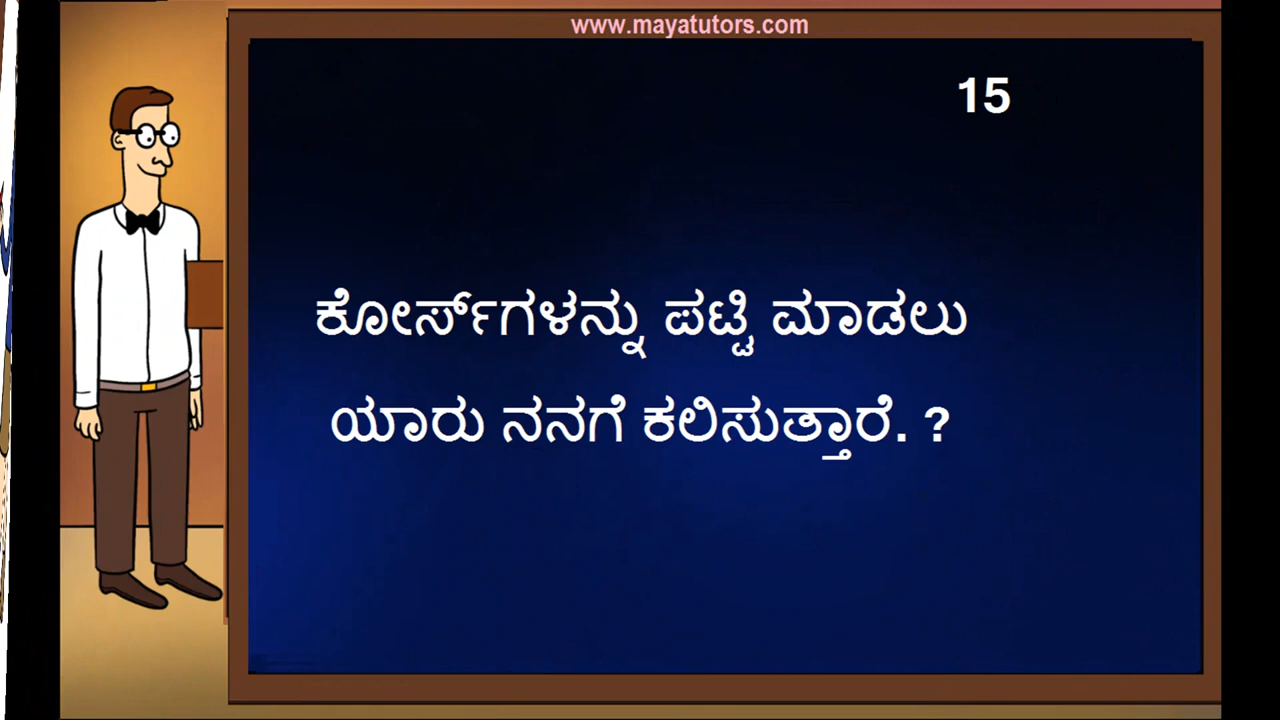 www.mayatutors.com
15
ಕೋರ್ಸ್‌ಗಳನ್ನು ಪಟ್ಟಿ ಮಾಡಲು
ಯಾರು ನನಗೆ ಕಲಿಸುತ್ತಾರೆ. ?